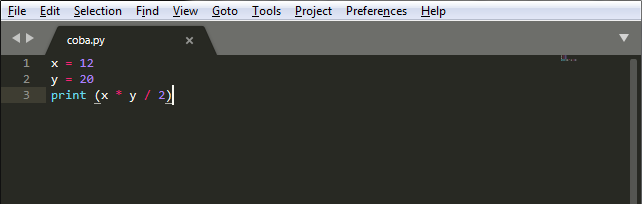 File Edit Selection Find View Goto Tools Project Preferences Help
coba.py
1 x = 12
2 y = 20
3 print (x * y / 2)